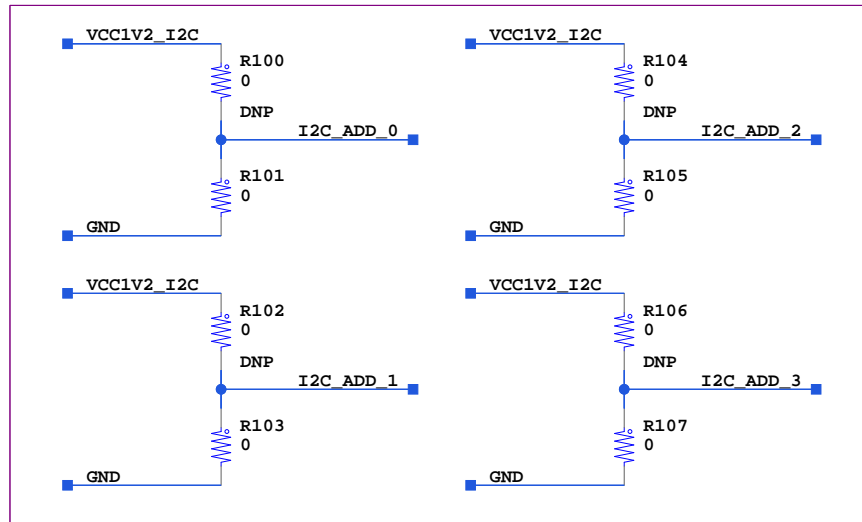 VCC1V2_I2C
R100
0
DNP
I2C_ADD_0
R101
0
GND
VCC1V2_I2C
R104
0
DNP
I2C_ADD_2
R105
0
GND
VCC1V2_I2C
R102
0
DNP
I2C_ADD_1
R103
0
GND
VCC1V2_I2C
R106
0
DNP
I2C_ADD_3
R107
0
GND